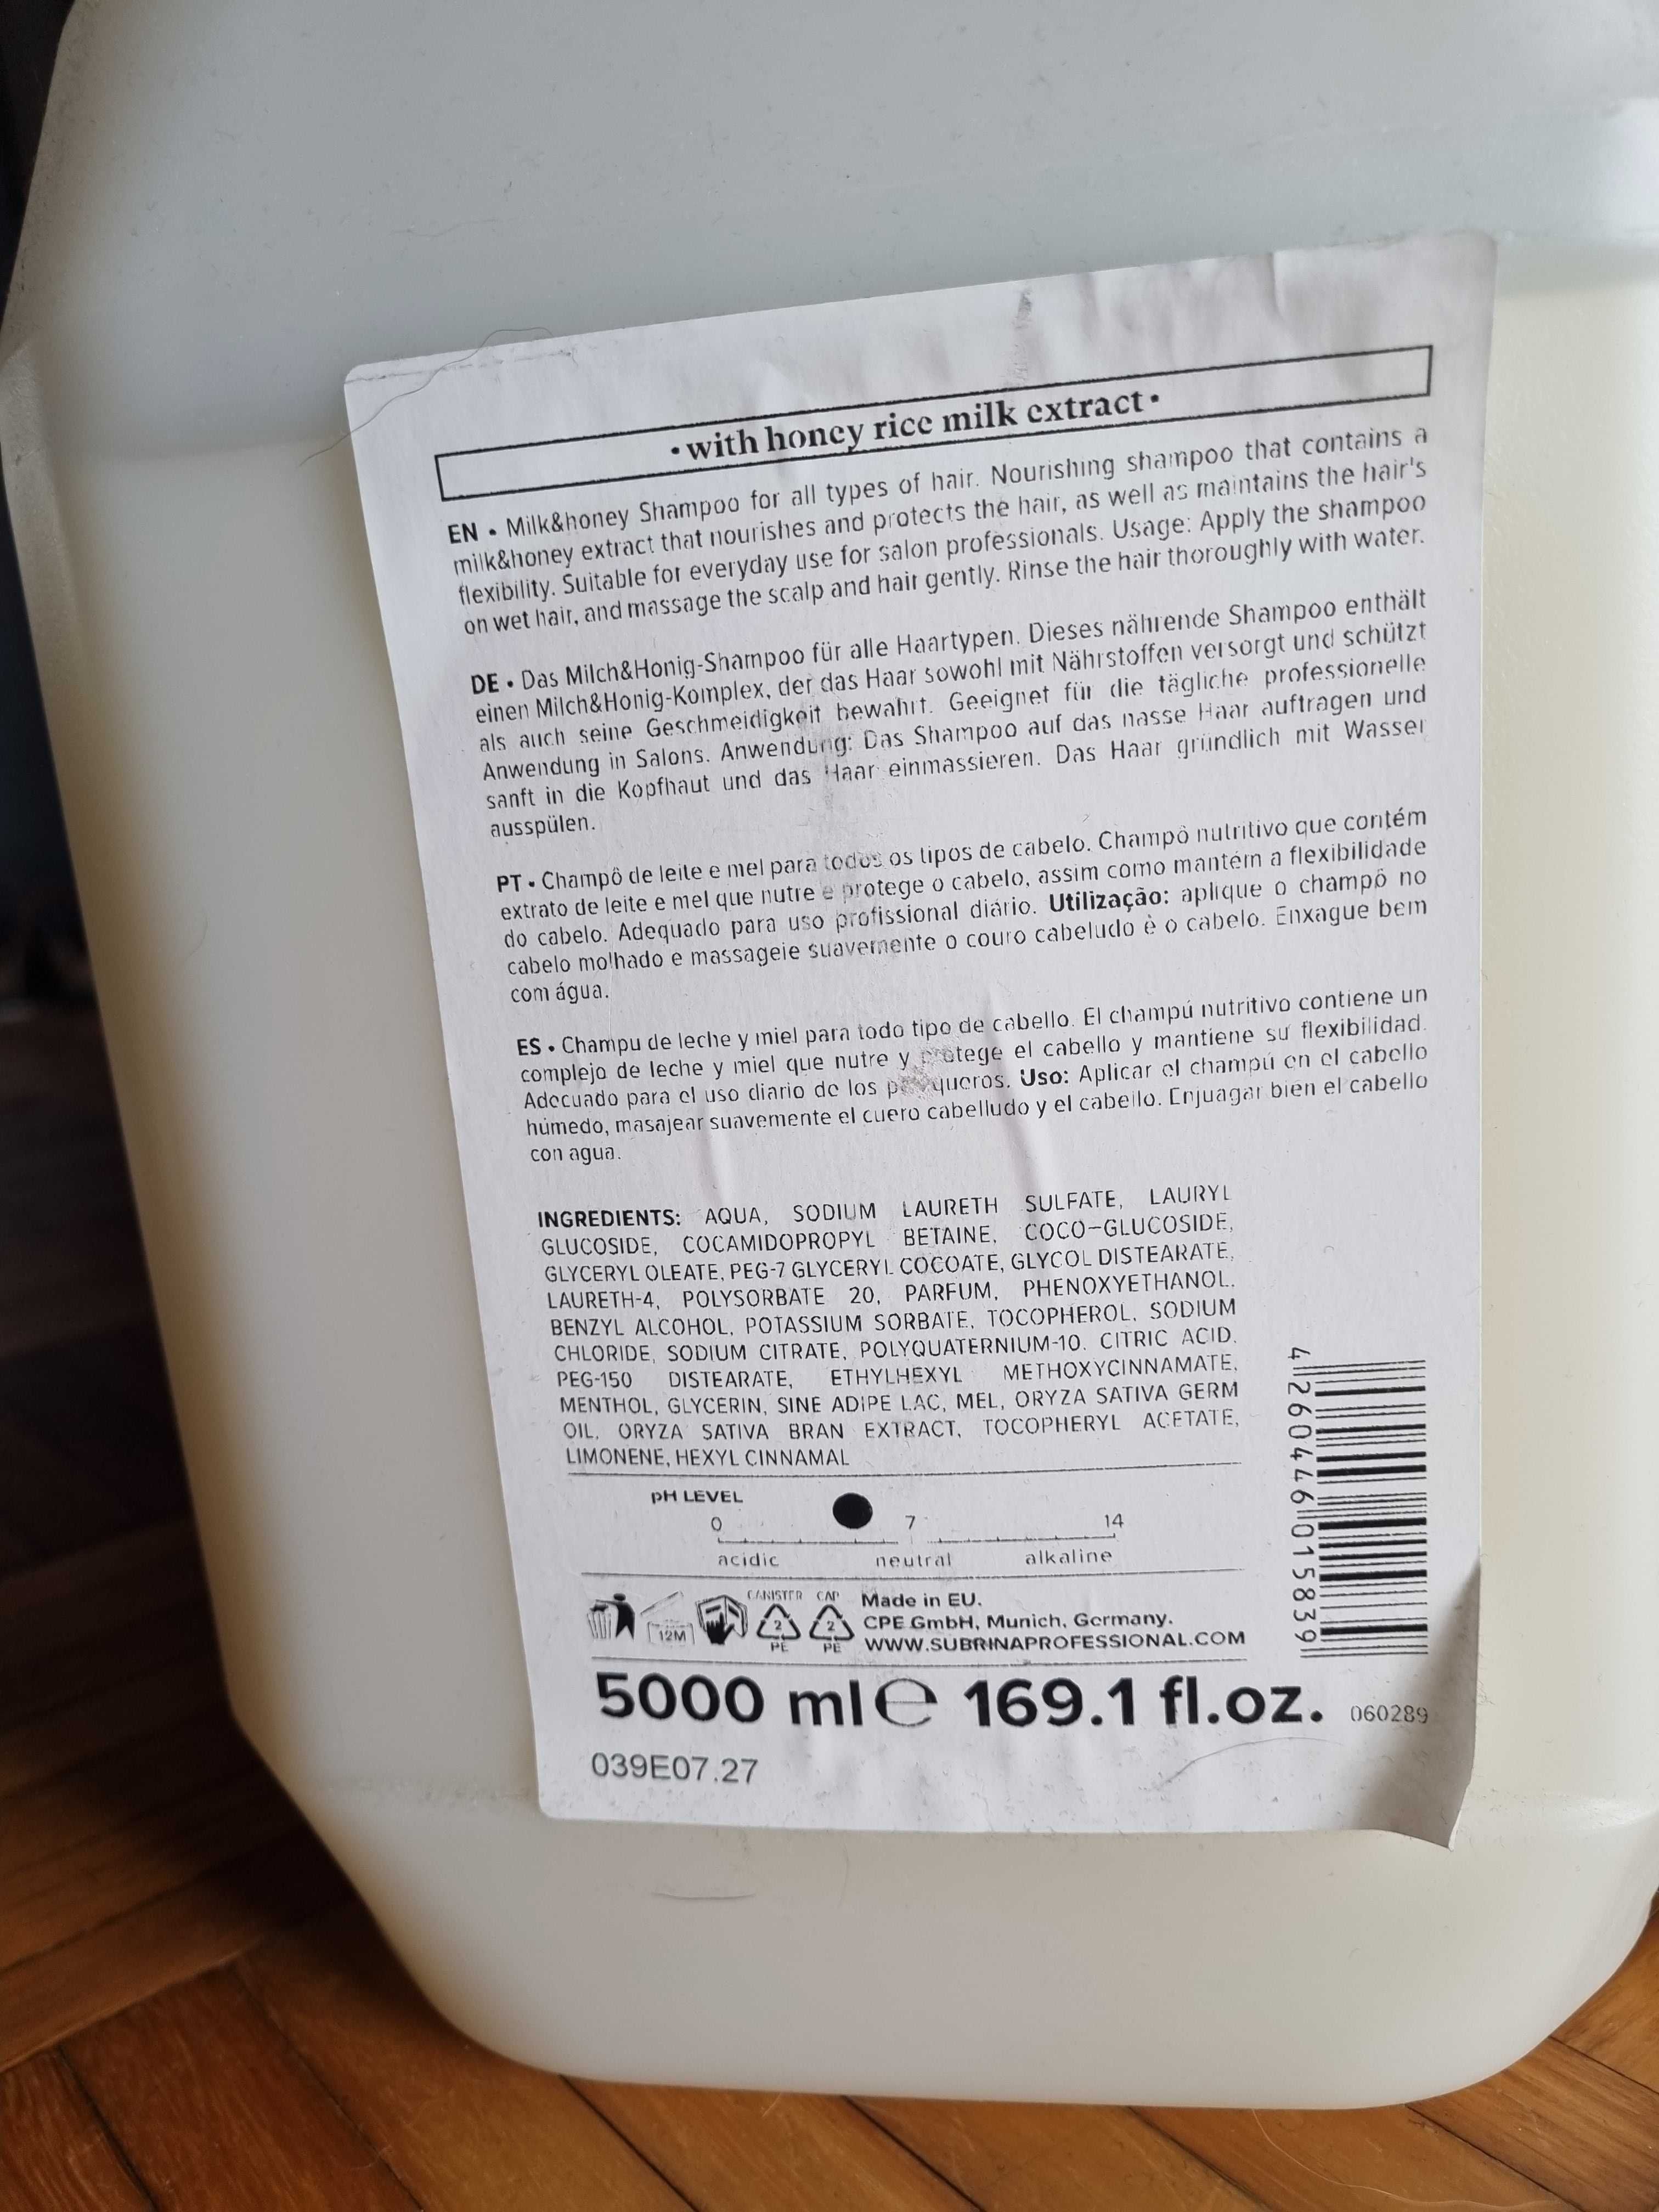 • with honey rice milk extract •
EN • Milk&honey Shampoo for all types of hair. Nourishing shampoo that contains a
milk&honey extract that nourishes and protects the hair, as well as maintains the hair's
flexibility. Suitable for everyday use for salon professionals. Usage: Apply the shampoo
on wet hair, and massage the scalp and hair gently. Rinse the hair thoroughly with water.
DE • Das Milch&Honig-Shampoo für alle Haartypen. Dieses nährende Shampoo enthält
einen Milch&Honig-Komplex, der das Haar sowohl mit Nährstoffen versorgt und schützt
als auch seine Geschmeidigkeit bewahrt. Geeignet für die tägliche professionelle
Anwendung in Salons. Anwendung: Das Shampoo auf das nasse Haar auftragen und
sanft in die Kopfhaut und das Haar einmassieren. Das Haar gründlich mit Wasser
ausspülen.
PT • Champô de leite e mel para todos os tipos de cabelo. Champô nutritivo que contém
extrato de leite e mel que nutre e protege o cabelo, assim como mantém a flexibilidade
do cabelo. Adequado para uso profissional diário. Utilização: aplique o champô no
cabelo molhado e massageie suavemente o couro cabeludo è o cabelo. Enxague bem
com água.
ES • Champu de leche y miel para todo tipo de cabello. El champú nutritivo contiene un
complejo de leche y miel que nutre y protege el cabello y mantiene su flexibilidad.
Adecuado para el uso diario de los Uso: Aplicar el champú en el cabello
húmedo, masajear suavemente el cuero cabelludo y el cabello. Enjuagar bien el cabello
con agua.
INGREDIENTS: AQUA, SODIUM LAURETH SULFATE, LAURYL
GLUCOSIDE, COCAMIDOPROPYL BETAINE, COCO-GLUCOSIDE,
GLYCERYL OLEATE, PEG-7 GLYCERYL COCOATE, GLYCOL DISTEARATE,
LAURETH-4, POLYSORBATE 20, PARFUM, PHENOXYETHANOL,
BENZYL ALCOHOL, POTASSIUM SORBATE, TOCOPHEROL, SODIUM
CHLORIDE, SODIUM CITRATE, POLYQUATERNIUM-10, CITRIC ACID,
PEG-150 DISTEARATE, ETHYLHEXYL METHOXYCINNAMATE,
MENTHOL, GLYCERIN, SINE ADIPE LAC, MEL, ORYZA SATIVA GERM
OIL, ORYZA SATIVA BRAN EXTRACT, TOCOPHERYL ACETATE,
LIMONENE, HEXYL CINNAMAL
pH LEVEL
0 7 14
acidic neutral alkaline
12M
CANISTER CAP
2 2
PE PE
Made in EU.
CPE GmbH, Munich, Germany.
WWW.SUBRINAPROFESSIONAL.COM
4 260446 015839
5000 ml e 169.1 fl.oz. 060289
039E07.27